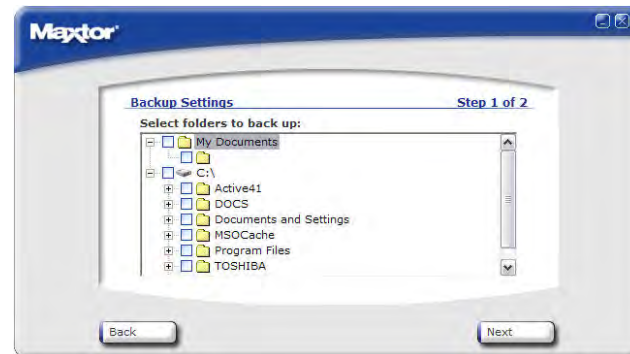 Maxtor
Backup Settings Step 1 of 2
Select folders to back up:
My Documents
C:\
Active41
DOCS
Documents and Settings
MSOCache
Program Files
TOSHIBA
Back Next